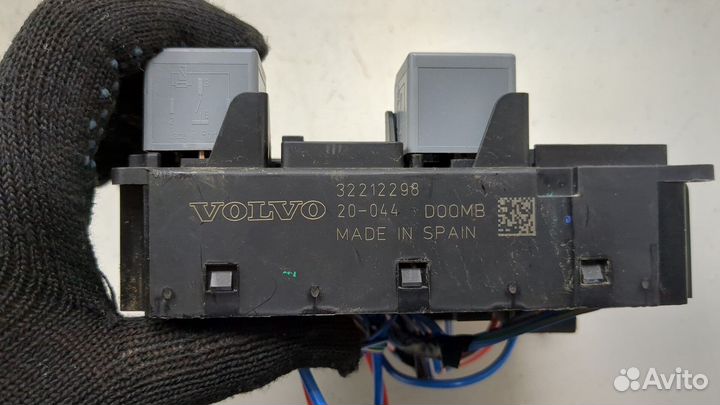 32212298
VOLVO 20-044 D00MB
MADE IN SPAIN
Avito